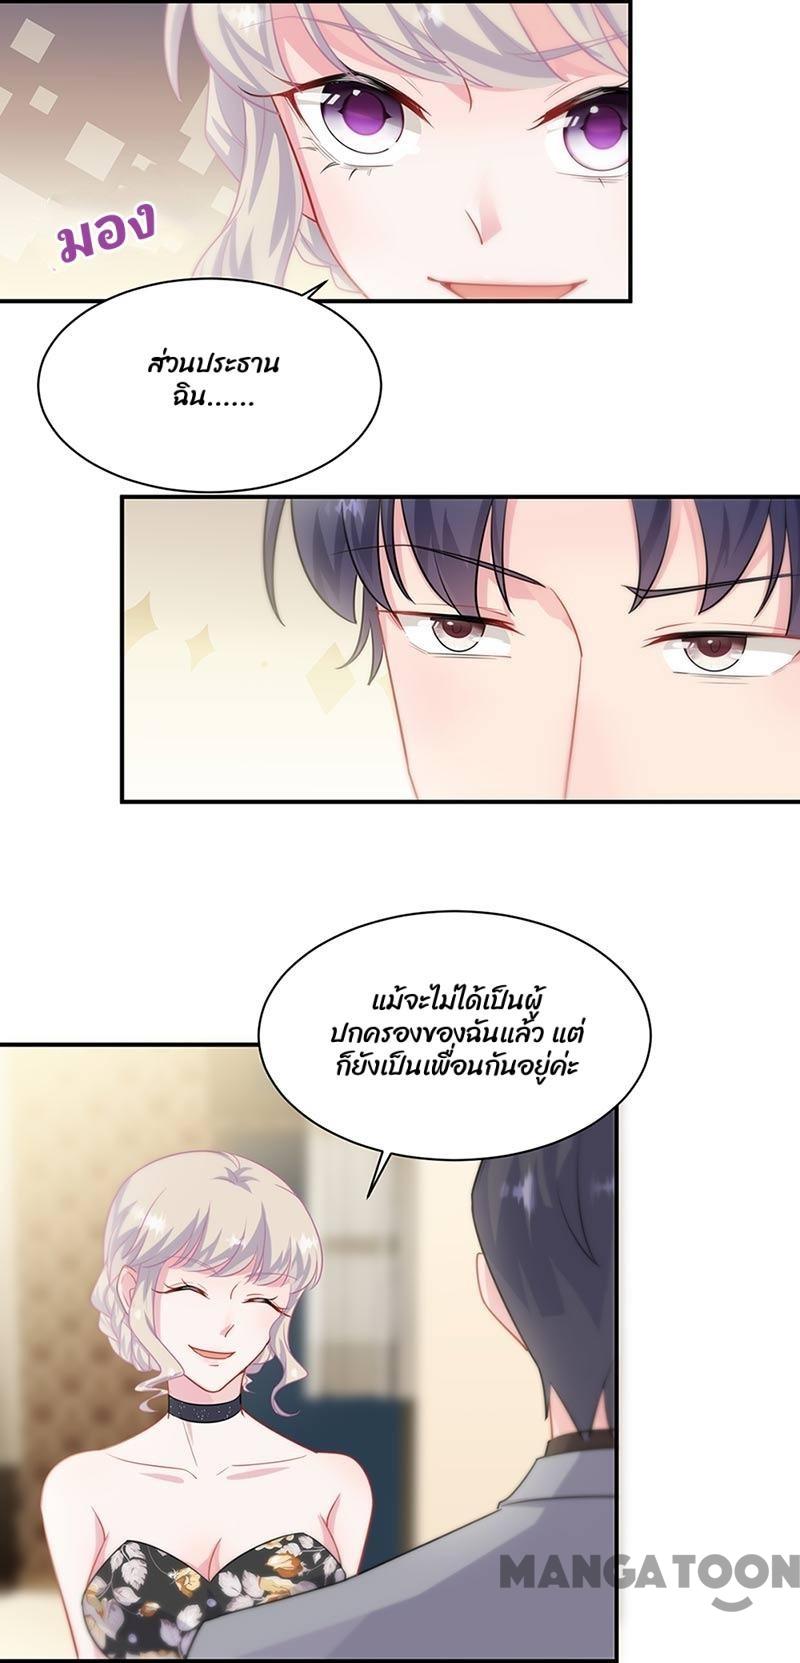 มอง
ส่วนประธาน
ฉิน......
แม้จะไม่ได้เป็นผู้
ปกครองของฉันแล้ว แต่
ก็ยังเป็นเพื่อนกันอยู่ค่ะ
MANGATOON